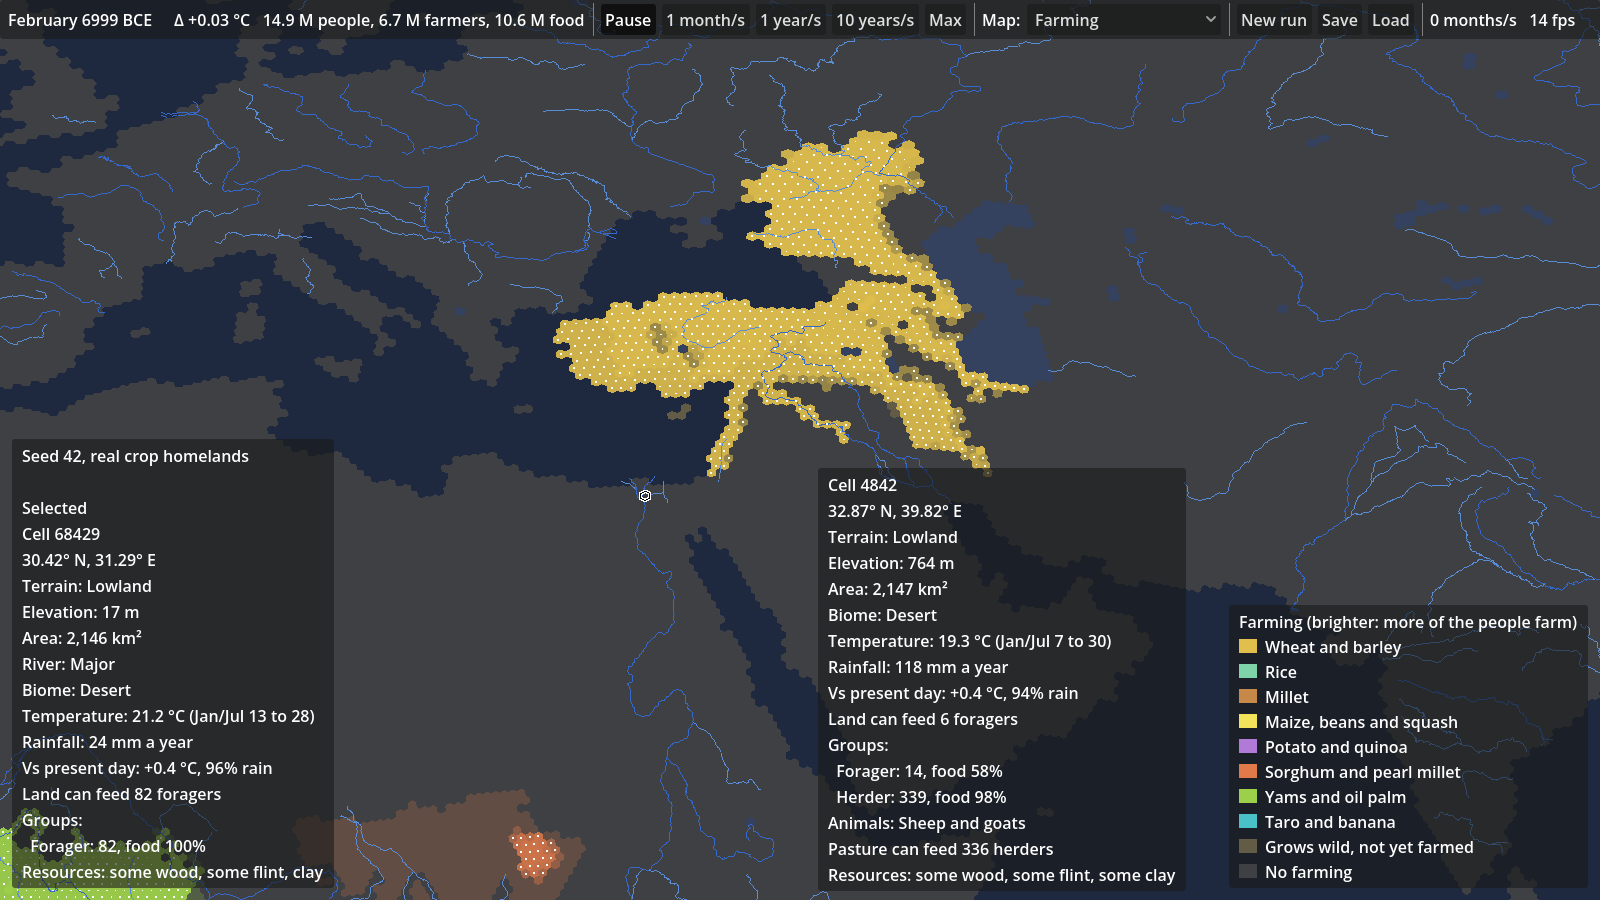 February 6999 BCE Δ +0.03 °C 14.9 M people, 6.7 M farmers, 10.6 M food Pause 1 month/s 1 year/s 10 years/s Max Map: Farming New run Save Load 0 months/s 14 fps
Seed 42, real crop homelands
Selected
Cell 68429
30.42° N, 31.29° E
Terrain: Lowland
Elevation: 17 m
Area: 2,146 km²
River: Major
Biome: Desert
Temperature: 21.2 °C (Jan/Jul 13 to 28)
Rainfall: 24 mm a year
Vs present day: +0.4 °C, 96% rain
Land can feed 82 foragers
Groups:
Forager: 82, food 100%
Resources: some wood, some flint, clay
Cell 4842
32.87° N, 39.82° E
Terrain: Lowland
Elevation: 764 m
Area: 2,147 km²
Biome: Desert
Temperature: 19.3 °C (Jan/Jul 7 to 30)
Rainfall: 118 mm a year
Vs present day: +0.4 °C, 94% rain
Land can feed 6 foragers
Groups:
Forager: 14, food 58%
Herder: 339, food 98%
Animals: Sheep and goats
Pasture can feed 336 herders
Resources: some wood, some flint, some clay
Farming (brighter: more of the people farm)
Wheat and barley
Rice
Millet
Maize, beans and squash
Potato and quinoa
Sorghum and pearl millet
Yams and oil palm
Taro and banana
Grows wild, not yet farmed
No farming